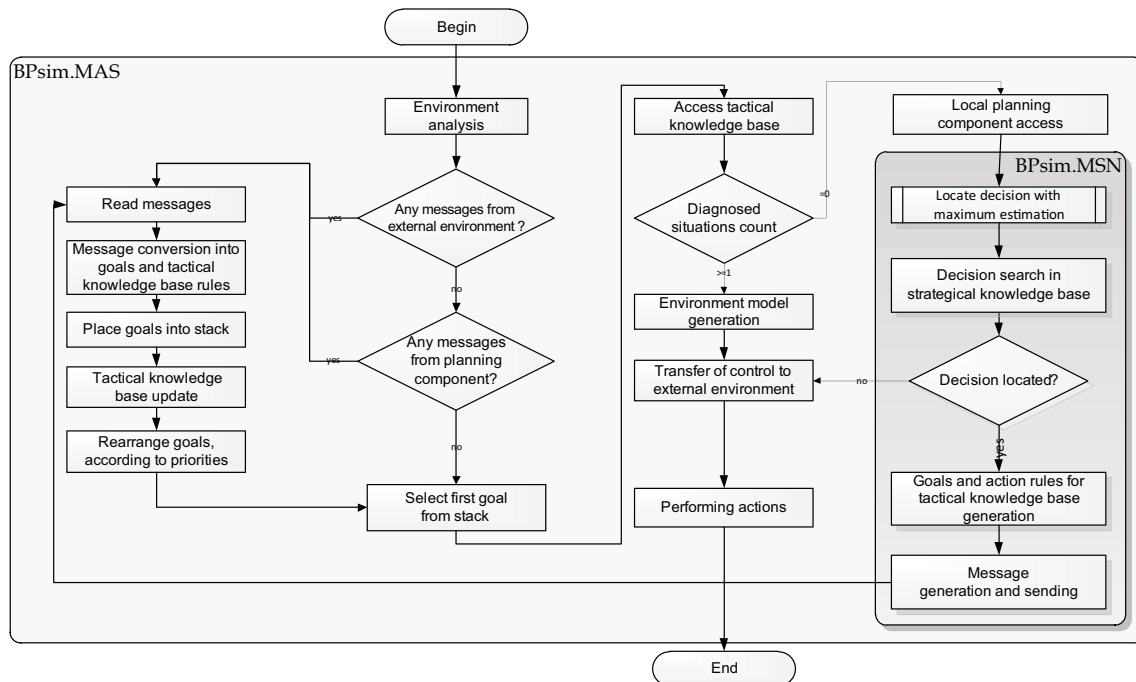 Begin
BPsim.MAS
Environment
analysis
Any messages from
external environment ?
yes
no
Any messages
from planning
component?
yes
no
Read messages
Message conversion into
goals and tactical
knowledge base rules
Place goals into stack
Tactical knowledge
base update
Rearrange goals,
according to priorities
Select first goal
from stack
Access tactical
knowledge base
Diagnosed
situations count
=0
>=1
Environment model
generation
Transfer of control to
external environment
Performing actions
Local planning
component access
BPsim.MSN
Locate decision with
maximum estimation
Decision search in
strategical knowledge base
Decision located?
no
yes
Goals and action rules for
tactical knowledge base
generation
Message
generation and sending
End